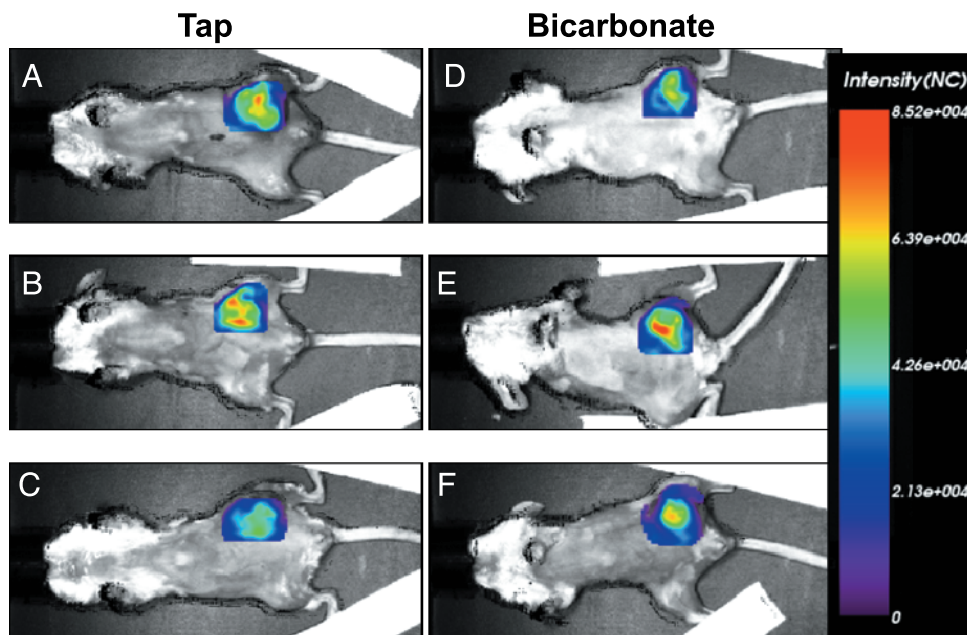 Tap
Bicarbonate
A
D
Intensity(NC)
8.52e+004
6.39e+004
B
E
4.26e+004
2.13e+004
C
F
0